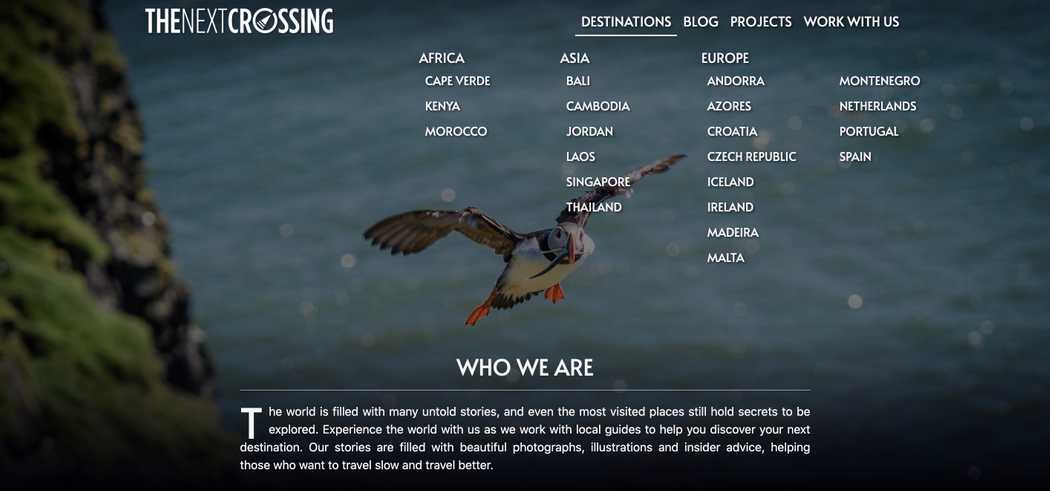 THENEXTCROSSING
DESTINATIONS BLOG PROJECTS WORK WITH US
AFRICA
CAPE VERDE
KENYA
MOROCCO
ASIA
BALI
CAMBODIA
JORDAN
LAOS
SINGAPORE
THAILAND
EUROPE
ANDORRA
AZORES
CROATIA
CZECH REPUBLIC
ICELAND
IRELAND
MADEIRA
MALTA
MONTENEGRO
NETHERLANDS
PORTUGAL
SPAIN
WHO WE ARE
The world is filled with many untold stories, and even the most visited places still hold secrets to be
explored. Experience the world with us as we work with local guides to help you discover your next
destination. Our stories are filled with beautiful photographs, illustrations and insider advice, helping
those who want to travel slow and travel better.